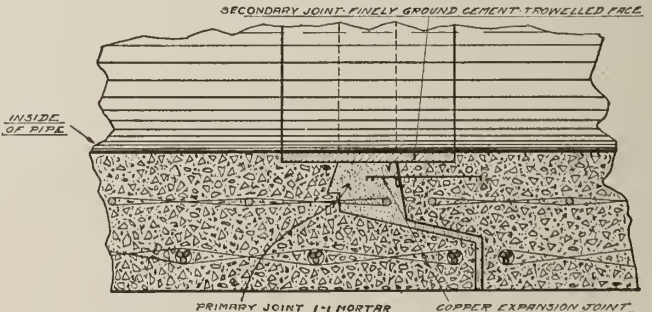 SECONDARY JOINT-FINELY GROUND CEMENT-TROWELLED FACE
INSIDE
OF PIPE
PRIMARY JOINT 1-1 MORTAR
COPPER EXPANSION JOINT